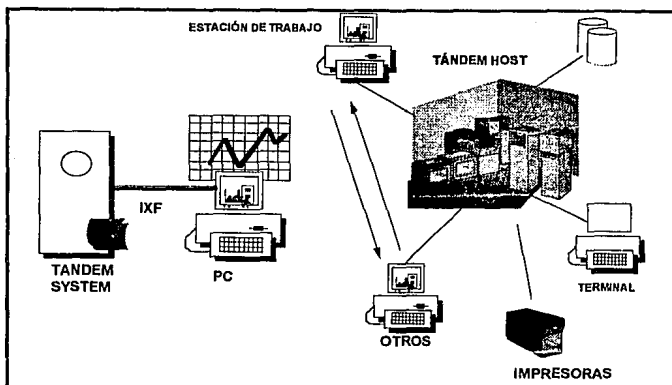 ESTACIÓN DE TRABAJO
TÁNDEM HOST
IXF
TANDEM
SYSTEM
PC
OTROS
TERMINAL
IMPRESORAS